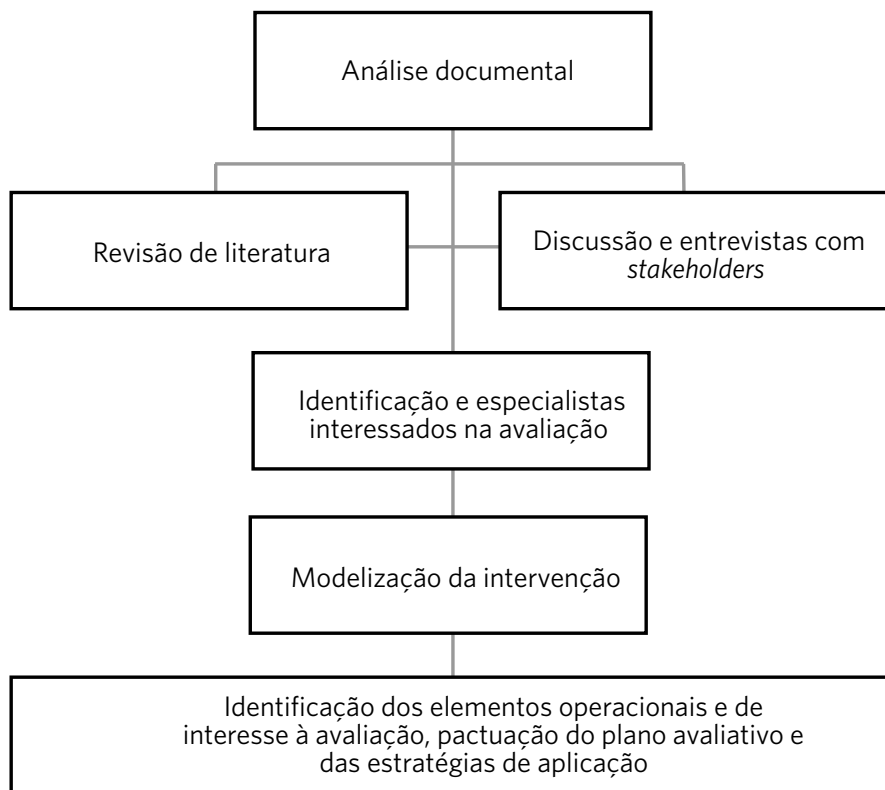 Análise documental
Revisão de literatura
Discussão e entrevistas com
stakeholders
Identificação e especialistas
interessados na avaliação
Modelização da intervenção
Identificação dos elementos operacionais e de
interesse à avaliação, pactuação do plano avaliativo e
das estratégias de aplicação